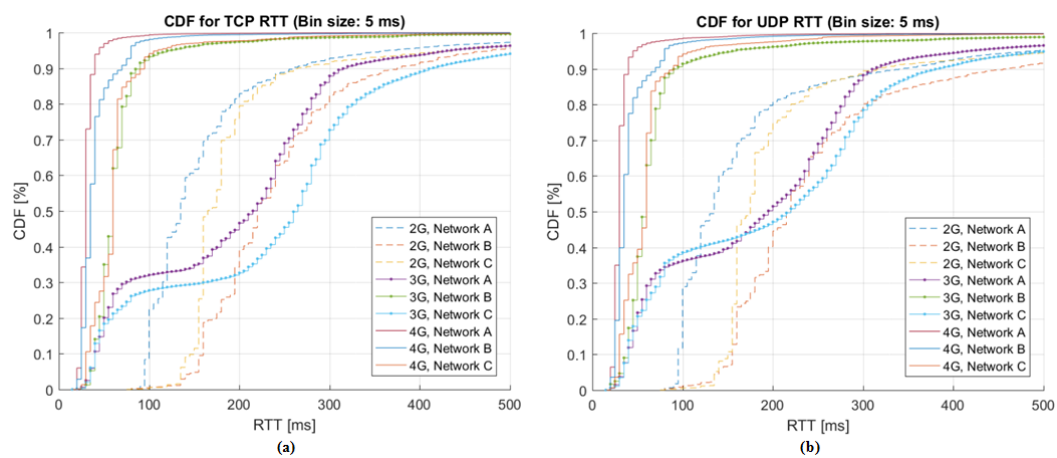 CDF for TCP RTT (Bin size: 5 ms)
1
0.9
0.8
0.7
0.6
0.5
0.4
0.3
0.2
0.1
0
CDF [%]
2G, Network A
2G, Network B
2G, Network C
3G, Network A
3G, Network B
3G, Network C
4G, Network A
4G, Network B
4G, Network C
0 100 200 300 400 500
RTT [ms]
(a)
CDF for UDP RTT (Bin size: 5 ms)
1
0.9
0.8
0.7
0.6
0.5
0.4
0.3
0.2
0.1
0
CDF [%]
2G, Network A
2G, Network B
2G, Network C
3G, Network A
3G, Network B
3G, Network C
4G, Network A
4G, Network B
4G, Network C
0 100 200 300 400 500
RTT [ms]
(b)